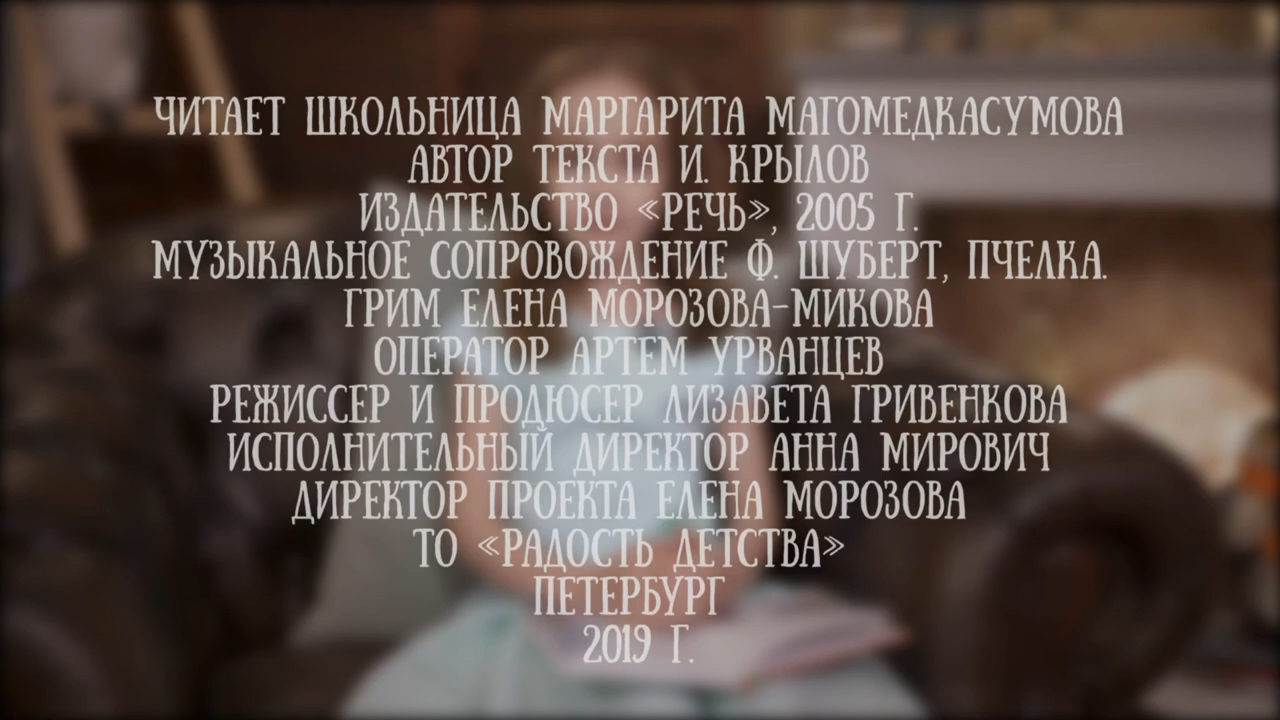 ЧИТАЕТ ШКОЛЬНИЦА МАРГАРИТА МАГОМЕДКАСУМОВА
АВТОР ТЕКСТА И. КРЫЛОВ
ИЗДАТЕЛЬСТВО «РЕЧЬ», 2005 Г.
МУЗЫКАЛЬНОЕ СОПРОВОЖДЕНИЕ Ф. ШУБЕРТ, ПЧЕЛКА.
ГРИМ ЕЛЕНА МОРОЗОВА-МИКОВА
ОПЕРАТОР АРТЕМ УРВАНЦЕВ
РЕЖИССЕР И ПРОДЮСЕР ЛИЗАВЕТА ГРИВЕНКОВА
ИСПОЛНИТЕЛЬНЫЙ ДИРЕКТОР АННА МИРОВИЧ
ДИРЕКТОР ПРОЕКТА ЕЛЕНА МОРОЗОВА
ТО «РАДОСТЬ ДЕТСТВА»
ПЕТЕРБУРГ
2019 Г.